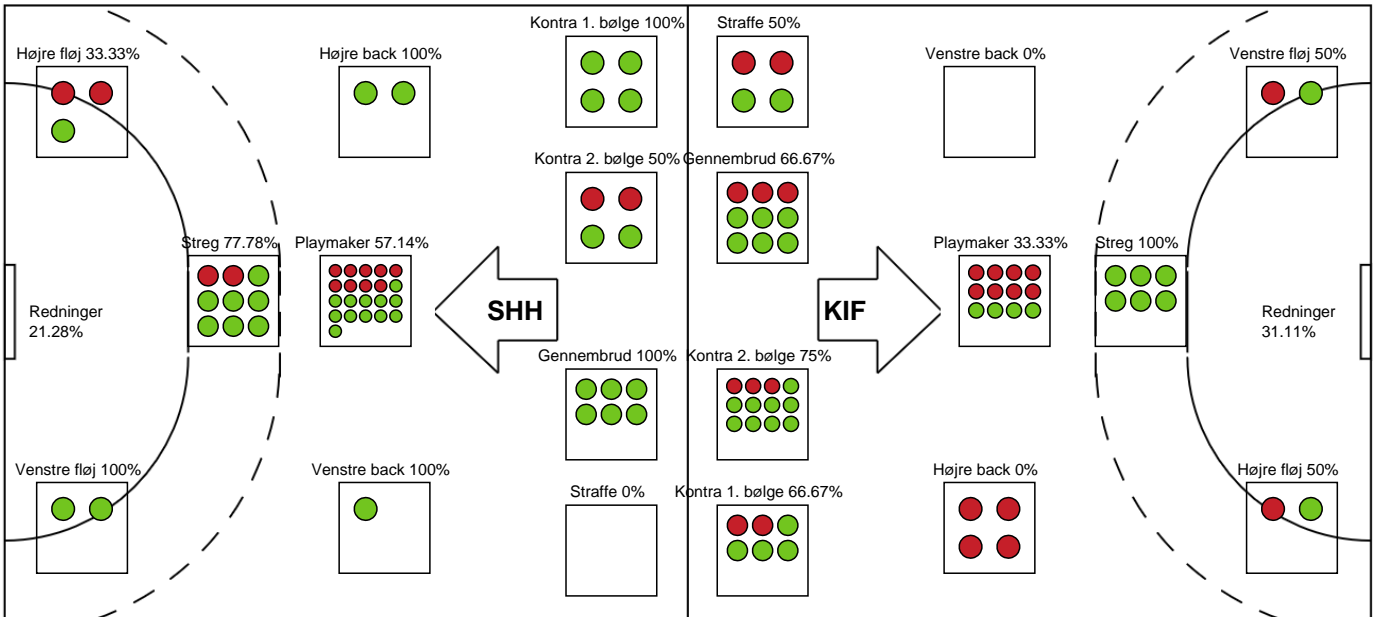 Kontra 1. bølge 100%
Straffe 50%
Højre fløj 33.33%
Højre back 100%
Venstre back 0%
Venstre fløj 50%
Kontra 2. bølge 50%
Gennembrud 66.67%
Streg 77.78%
Playmaker 57.14%
Playmaker 33.33%
Streg 100%
SHH
KIF
Redninger
21.28%
Redninger
31.11%
Gennembrud 100%
Kontra 2. bølge 75%
Venstre fløj 100%
Venstre back 100%
Straffe 0%
Kontra 1. bølge 66.67%
Højre back 0%
Højre fløj 50%